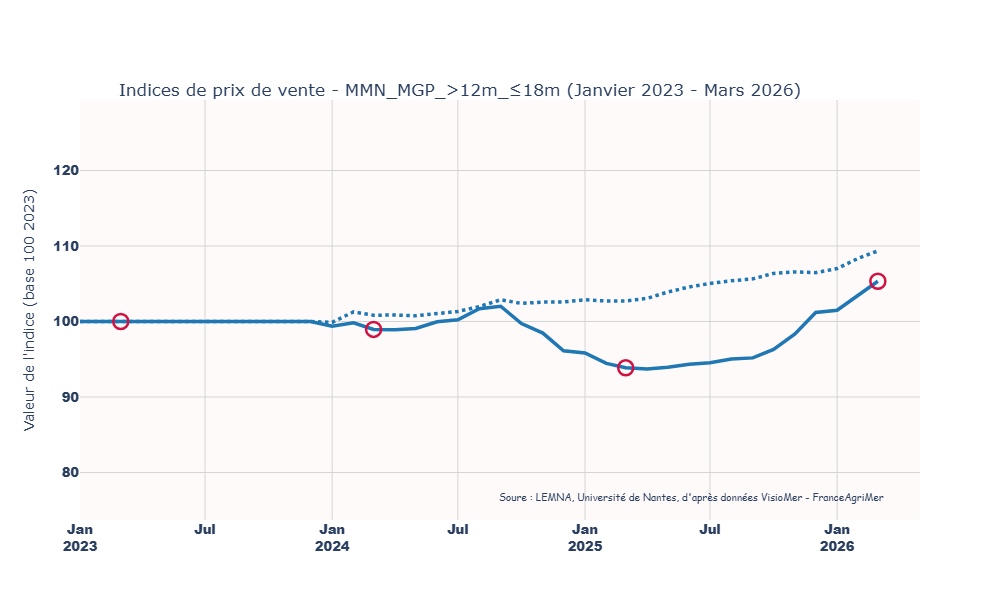 Indices de prix de vente - MMN_MGP_>12m_≤18m (Janvier 2023 - Mars 2026)
Valeur de l'indice (base 100 2023)
120
110
100
90
80
Soure : LEMNA, Université de Nantes, d'après données VisioMer - FranceAgriMer
Jan
2023
Jul
Jan
2024
Jul
Jan
2025
Jul
Jan
2026